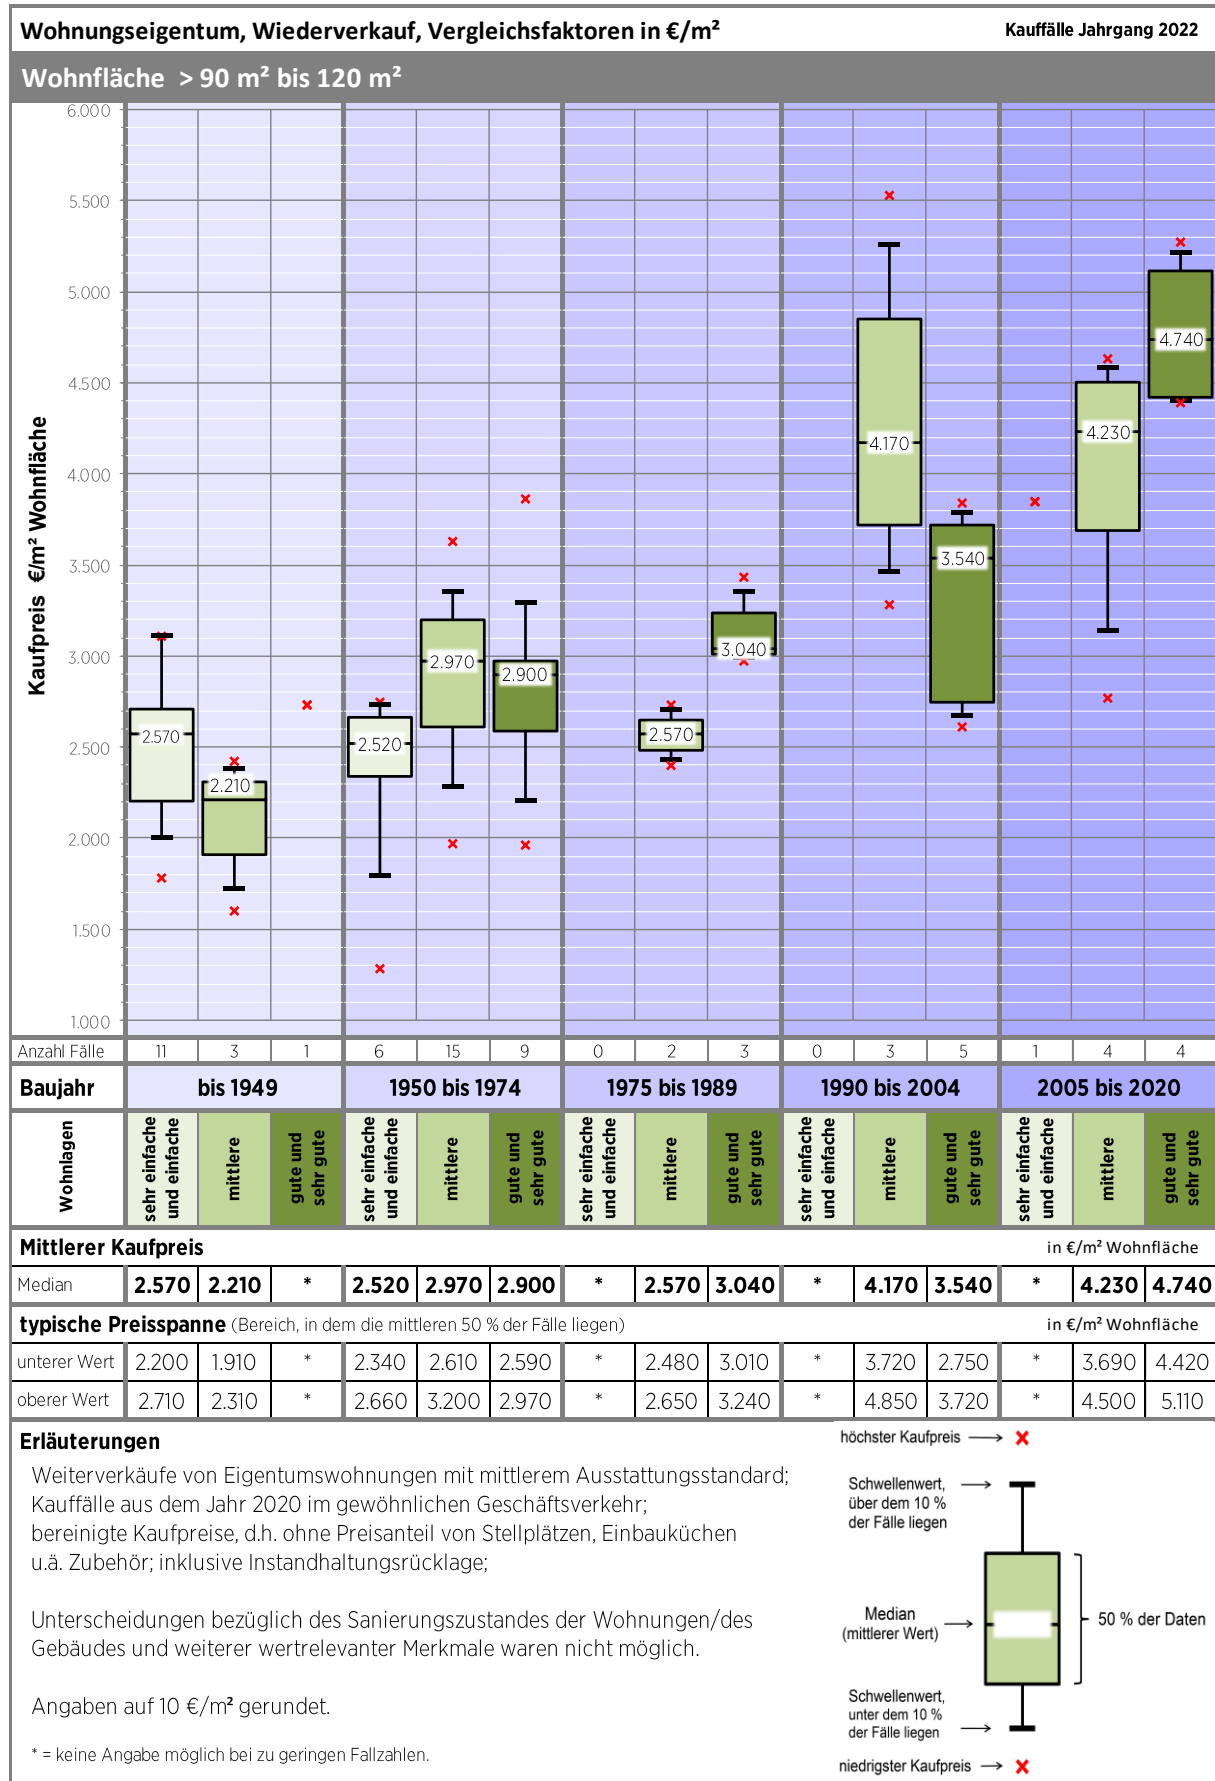 Wohnungseigentum, Wiederverkauf, Vergleichsfaktoren in €/m² Kauffälle Jahrgang 2022
Wohnfläche > 90 m² bis 120 m²
Kaufpreis €/m² Wohnfläche
6.000
5.500
5.000
4.500
4.000
3.500
3.000
2.500
2.000
1.500
1.000
2.570
2.210
2.520
2.970
2.900
2.570
3.040
4.170
3.540
4.230
4.740
Anzahl Fälle 11 3 1 6 15 9 0 2 3 0 3 5 1 4 4
Baujahr bis 1949 1950 bis 1974 1975 bis 1989 1990 bis 2004 2005 bis 2020
Wohnlagen
sehr einfache
und einfache
mittlere
gute und
sehr gute
sehr einfache
und einfache
mittlere
gute und
sehr gute
sehr einfache
und einfache
mittlere
gute und
sehr gute
sehr einfache
und einfache
mittlere
gute und
sehr gute
sehr einfache
und einfache
mittlere
gute und
sehr gute
Mittlerer Kaufpreis in €/m² Wohnfläche
Median 2.570 2.210 * 2.520 2.970 2.900 * 2.570 3.040 * 4.170 3.540 * 4.230 4.740
typische Preisspanne (Bereich, in dem die mittleren 50 % der Fälle liegen) in €/m² Wohnfläche
unterer Wert 2.200 1.910 * 2.340 2.610 2.590 * 2.480 3.010 * 3.720 2.750 * 3.690 4.420
oberer Wert 2.710 2.310 * 2.660 3.200 2.970 * 2.650 3.240 * 4.850 3.720 * 4.500 5.110
Erläuterungen
Weiterverkäufe von Eigentumswohnungen mit mittlerem Ausstattungsstandard;
Kauffälle aus dem Jahr 2020 im gewöhnlichen Geschäftsverkehr;
bereinigte Kaufpreise, d.h. ohne Preisanteil von Stellplätzen, Einbauküchen
u.ä. Zubehör; inklusive Instandhaltungsrücklage;
Unterscheidungen bezüglich des Sanierungszustandes der Wohnungen/des
Gebäudes und weiterer wertrelevanter Merkmale waren nicht möglich.
Angaben auf 10 €/m² gerundet.
* = keine Angabe möglich bei zu geringen Fallzahlen.
höchster Kaufpreis
Schwellenwert,
über dem 10 %
der Fälle liegen
Median
(mittlerer Wert)
50 % der Daten
Schwellenwert,
unter dem 10 %
der Fälle liegen
niedrigster Kaufpreis